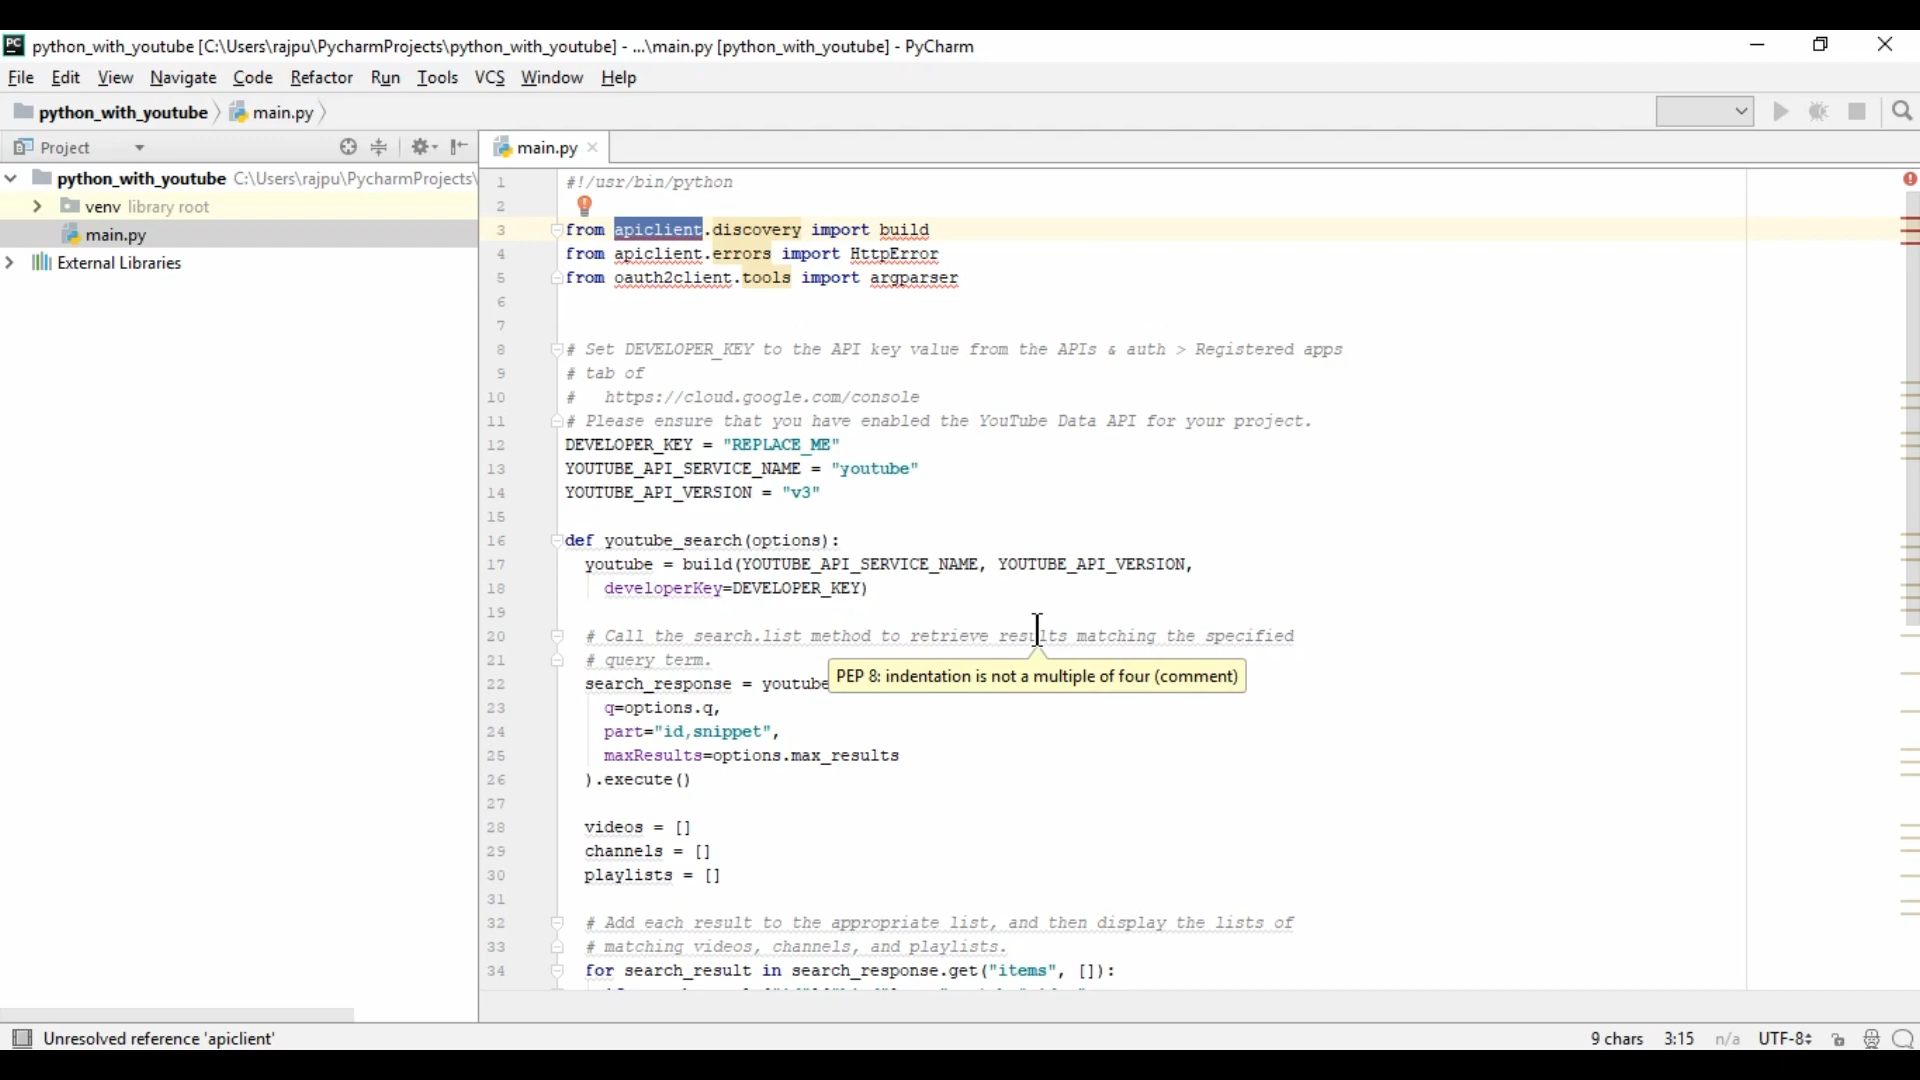 PC python_with_youtube [C:\Users\rajpu\PycharmProjects\python_with_youtube] - ...\main.py [python_with_youtube] - PyCharm
File Edit View Navigate Code Refactor Run Tools VCS Window Help
python_with_youtube main.py
Project
main.py
python_with_youtube C:\Users\rajpu\PycharmProjects\
venv library root
main.py
External Libraries
1 #!/usr/bin/python
2
3 from apiclient.discovery import build
4 from apiclient.errors import HttpError
5 from oauth2client.tools import argparser
6
7
8 # Set DEVELOPER_KEY to the API key value from the APIs & auth > Registered apps
9 # tab of
10 #   https://cloud.google.com/console
11 # Please ensure that you have enabled the YouTube Data API for your project.
12 DEVELOPER_KEY = "REPLACE_ME"
13 YOUTUBE_API_SERVICE_NAME = "youtube"
14 YOUTUBE_API_VERSION = "v3"
15
16 def youtube_search(options):
17   youtube = build(YOUTUBE_API_SERVICE_NAME, YOUTUBE_API_VERSION,
18     developerKey=DEVELOPER_KEY)
19
20   # Call the search.list method to retrieve results matching the specified
21   # query term.
22   search_response = youtube
PEP 8: indentation is not a multiple of four (comment)
23     q=options.q,
24     part="id,snippet",
25     maxResults=options.max_results
26   ).execute()
27
28   videos = []
29   channels = []
30   playlists = []
31
32   # Add each result to the appropriate list, and then display the lists of
33   # matching videos, channels, and playlists.
34   for search_result in search_response.get("items", []):
Unresolved reference 'apiclient'
9 chars 3:15 n/a UTF-8